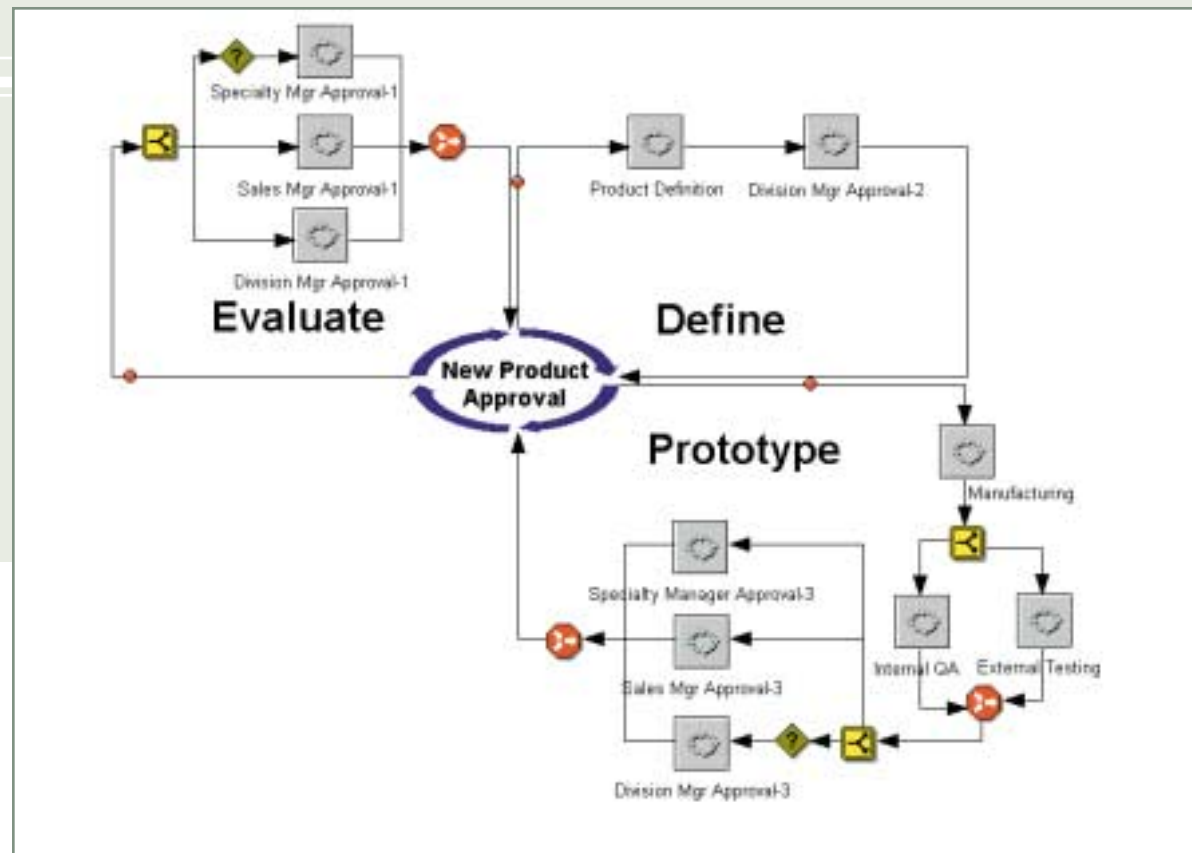 ?
Specialty Mgr Approval-1
Sales Mgr Approval-1
Division Mgr Approval-1
Product Definition
Division Mgr Approval-2
Evaluate
Define
New Product
Approval
Prototype
Manufacturing
Specialty Manager Approval-3
Internal QA
External Testing
Sales Mgr Approval-3
?
Division Mgr Approval-3